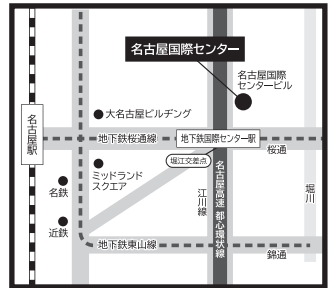 名古屋国際センター
名古屋国際
センタービル
大名古屋ビルヂング
名古屋駅
地下鉄桜通線
地下鉄国際センター駅
桜通
堀江交差点
ミッドランド
スクエア
名鉄
近鉄
江川線
名古屋高速 都心環状線
堀川
地下鉄東山線
錦通